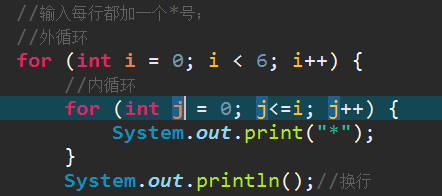 //输入每行都加一个*号;
//外循环
for (int i = 0; i < 6; i++) {
//内循环
for (int j = 0; j<=i; j++) {
System.out.print("*");
}
System.out.println();//换行